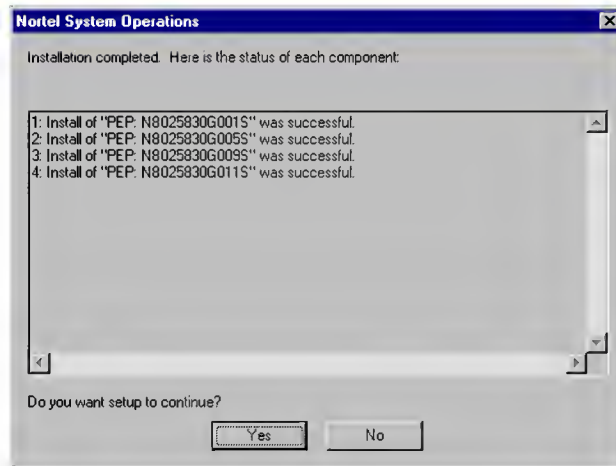 Nortel System Operations
Installation completed. Here is the status of each component:
1: Install of "PEP: N8025830G001S" was successful.
2: Install of "PEP: N8025830G005S" was successful.
3: Install of "PEP: N8025830G009S" was successful.
4: Install of "PEP: N8025830G011S" was successful.
Do you want setup to continue?
Yes No